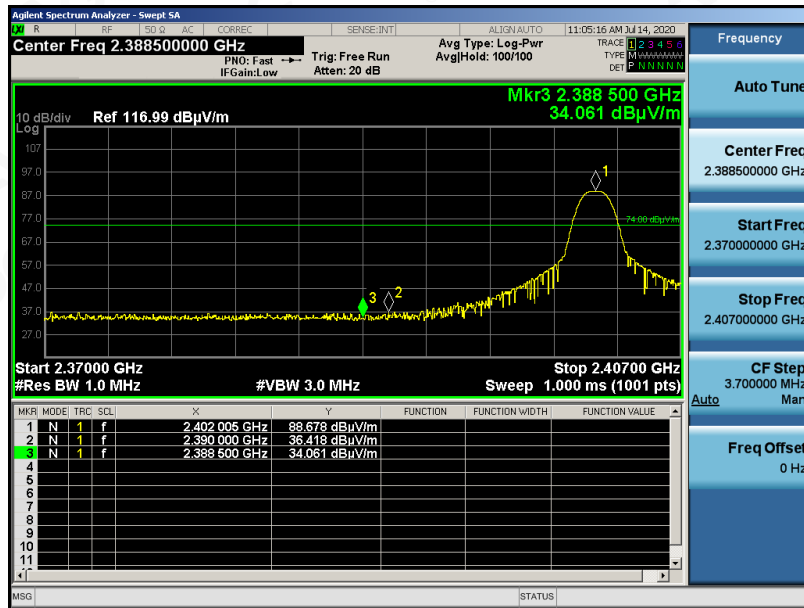 Agilent Spectrum Analyzer - Swept SA
LXI R RF 50 Ω AC CORREC SENSE:INT ALIGN AUTO 11:05:16 AM Jul 14, 2020
Center Freq 2.388500000 GHz
PNO: Fast
IFGain:Low
Trig: Free Run
Atten: 20 dB
Avg Type: Log-Pwr
Avg|Hold: 100/100
TRACE 1 2 3 4 5 6
TYPE M WWWWW
DET P N N N N N
Mkr3 2.388 500 GHz
34.061 dBµV/m
10 dB/div Ref 116.99 dBµV/m
Log
107
97.0
87.0
77.0
67.0
57.0
47.0
37.0
27.0
1
74.00 dBµV/m
3
2
Start 2.37000 GHz Stop 2.40700 GHz
#Res BW 1.0 MHz #VBW 3.0 MHz Sweep 1.000 ms (1001 pts)
MKR MODE TRC SCL X Y FUNCTION FUNCTION WIDTH FUNCTION VALUE
1 N 1 f 2.402 005 GHz 88.678 dBµV/m
2 N 1 f 2.390 000 GHz 36.418 dBµV/m
3 N 1 f 2.388 500 GHz 34.061 dBµV/m
4
5
6
7
8
9
10
11
MSG STATUS
Frequency
Auto Tune
Center Freq
2.388500000 GHz
Start Freq
2.370000000 GHz
Stop Freq
2.407000000 GHz
CF Step
3.700000 MHz
Auto Man
Freq Offset
0 Hz